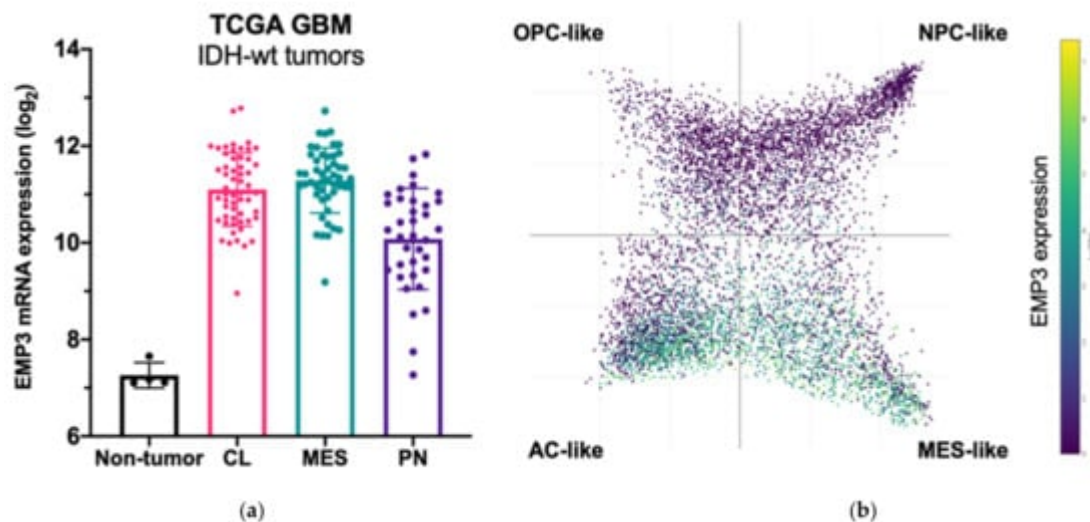 TCGA GBM
IDH-wt tumors
EMP3 mRNA expression (log2)
14
12
10
8
6
Non-tumor CL MES PN
(a)
OPC-like NPC-like
AC-like MES-like
EMP3 expression
(b)